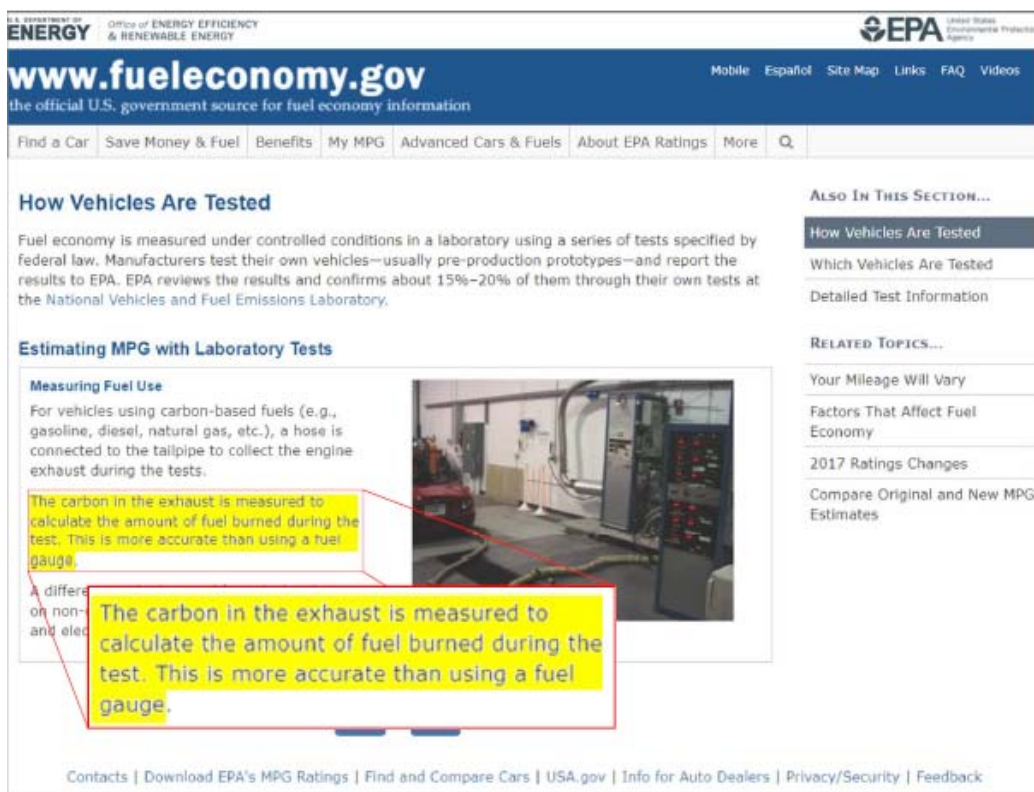 U.S. DEPARTMENT OF
ENERGY
Office of ENERGY EFFICIENCY
& RENEWABLE ENERGY
EPA
United States
Environmental Protection
Agency
www.fueleconomy.gov
the official U.S. government source for fuel economy information
Mobile Español Site Map Links FAQ Videos
Find a Car Save Money & Fuel Benefits My MPG Advanced Cars & Fuels About EPA Ratings More
How Vehicles Are Tested
Fuel economy is measured under controlled conditions in a laboratory using a series of tests specified by
federal law. Manufacturers test their own vehicles—usually pre-production prototypes—and report the
results to EPA. EPA reviews the results and confirms about 15%–20% of them through their own tests at
the National Vehicles and Fuel Emissions Laboratory.
Estimating MPG with Laboratory Tests
Measuring Fuel Use
For vehicles using carbon-based fuels (e.g.,
gasoline, diesel, natural gas, etc.), a hose is
connected to the tailpipe to collect the engine
exhaust during the tests.
The carbon in the exhaust is measured to
calculate the amount of fuel burned during the
test. This is more accurate than using a fuel
gauge.
A differe
on non-
and elec
The carbon in the exhaust is measured to
calculate the amount of fuel burned during the
test. This is more accurate than using a fuel
gauge.
ALSO IN THIS SECTION...
How Vehicles Are Tested
Which Vehicles Are Tested
Detailed Test Information
RELATED TOPICS...
Your Mileage Will Vary
Factors That Affect Fuel
Economy
2017 Ratings Changes
Compare Original and New MPG
Estimates
Contacts | Download EPA's MPG Ratings | Find and Compare Cars | USA.gov | Info for Auto Dealers | Privacy/Security | Feedback